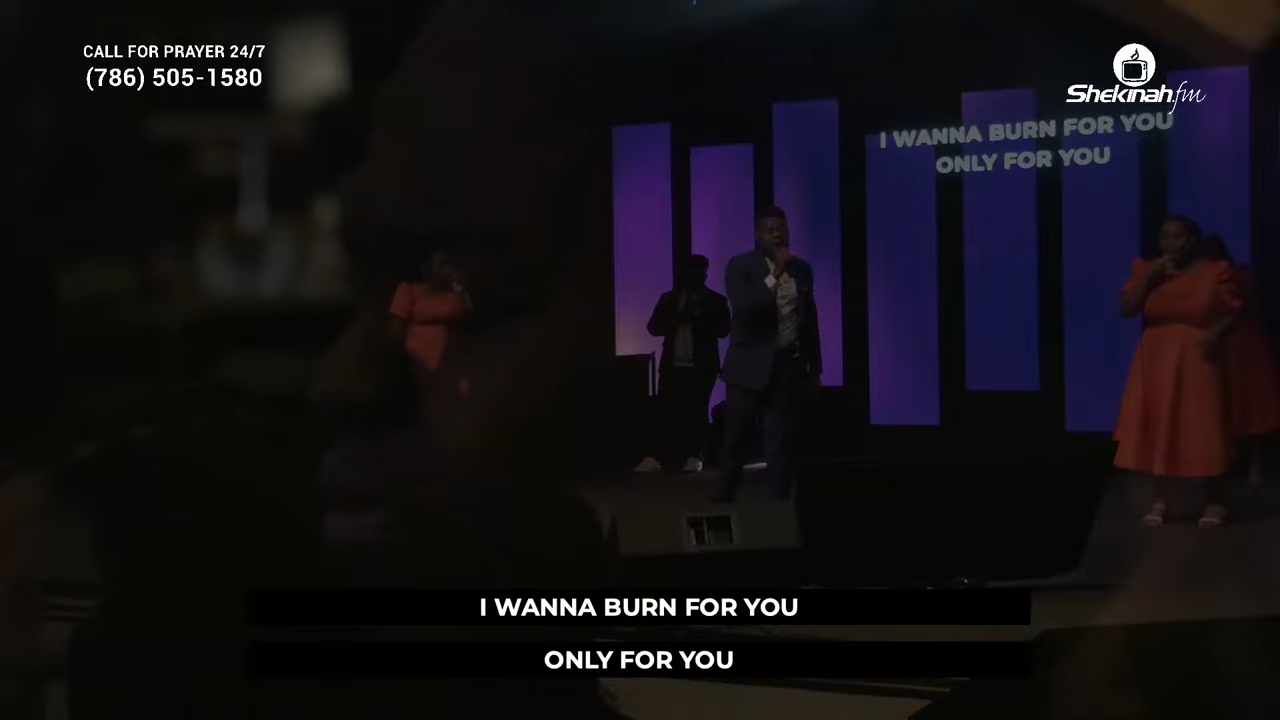 CALL FOR PRAYER 24/7
(786) 505-1580
Shekinah.fm
I WANNA BURN FOR YOU
ONLY FOR YOU
I WANNA BURN FOR YOU
ONLY FOR YOU